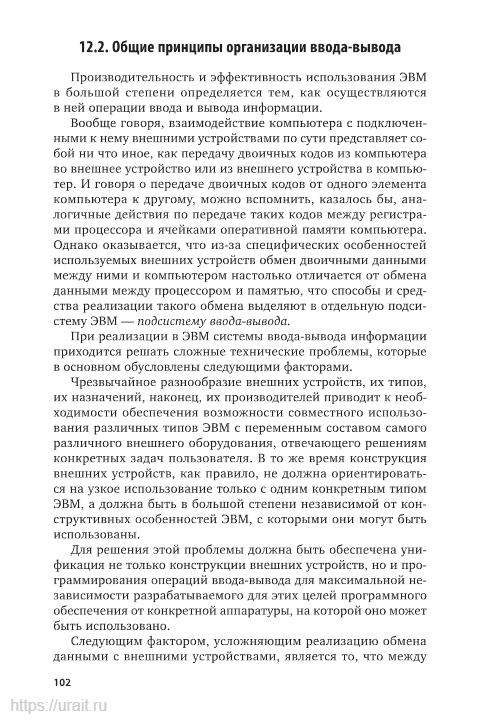 12.2. Общие принципы организации ввода-вывода
Производительность и эффективность использования ЭВМ
в большой степени определяется тем, как осуществляются
в ней операции ввода и вывода информации.
Вообще говоря, взаимодействие компьютера с подключен-
ными к нему внешними устройствами по сути представляет со-
бой ни что иное, как передачу двоичных кодов из компьютера
во внешнее устройство или из внешнего устройства в компью-
тер. И говоря о передаче двоичных кодов от одного элемента
компьютера к другому, можно вспомнить, казалось бы, ана-
логичные действия по передаче таких кодов между регистра-
ми процессора и ячейками оперативной памяти компьютера.
Однако оказывается, что из-за специфических особенностей
используемых внешних устройств обмен двоичными данными
между ними и компьютером настолько отличается от обмена
данными между процессором и памятью, что способы и сред-
ства реализации такого обмена выделяют в отдельную подси-
стему ЭВМ — подсистему ввода-вывода.
При реализации в ЭВМ системы ввода-вывода информации
приходится решать сложные технические проблемы, которые
в основном обусловлены следующими факторами.
Чрезвычайное разнообразие внешних устройств, их типов,
их назначений, наконец, их производителей приводит к необ-
ходимости обеспечения возможности совместного использо-
вания различных типов ЭВМ с переменным составом самого
различного внешнего оборудования, отвечающего решениям
конкретных задач пользователя. В то же время конструкция
внешних устройств, как правило, не должна ориентировать-
ся на узкое использование только с одним конкретным типом
ЭВМ, а должна быть в большой степени независимой от кон-
структивных особенностей ЭВМ, с которыми они могут быть
использованы.
Для решения этой проблемы должна быть обеспечена уни-
фикация не только конструкции внешних устройств, но и про-
граммирования операций ввода-вывода для максимальной не-
зависимости разрабатываемого для этих целей программного
обеспечения от конкретной аппаратуры, на которой оно может
быть использовано.
Следующим фактором, усложняющим реализацию обмена
данными с внешними устройствами, является то, что между
102
https://urait.ru